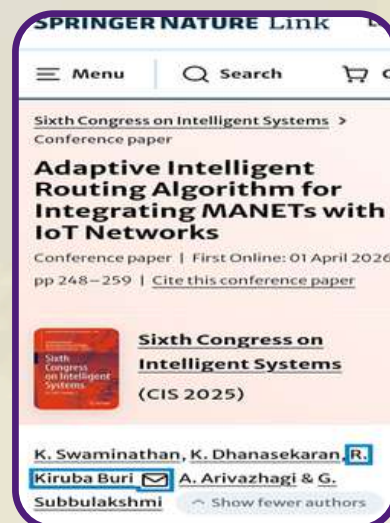 SPRINGER NATURE Link
Menu
Search
Sixth Congress on Intelligent Systems >
Conference paper
Adaptive Intelligent
Routing Algorithm for
Integrating MANETs with
IoT Networks
Conference paper | First Online: 01 April 2026
pp 248–259 | Cite this conference paper
Sixth
Congress
on Intelligent
Systems
Sixth Congress on
Intelligent Systems
(CIS 2025)
K. Swaminathan, K. Dhanasekaran, R.
Kiruba Buri A. Arivazhagi & G.
Subbulakshmi
Show fewer authors